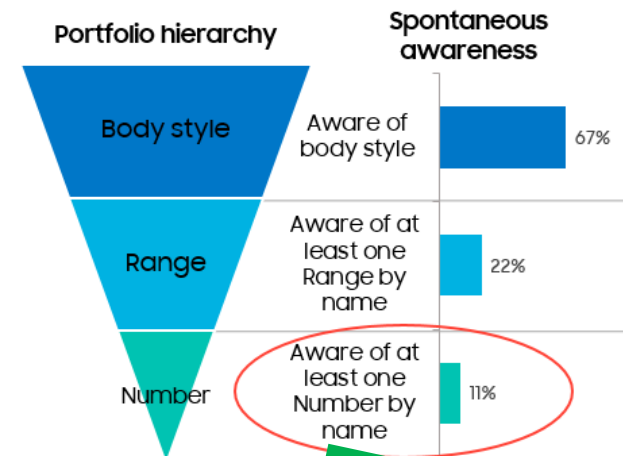 Portfolio hierarchy
Spontaneous
awareness
Body style
Aware of
body style
67%
Range
Aware of at
least one
Range by
name
22%
Number
Aware of at
least one
Number by
name
11%